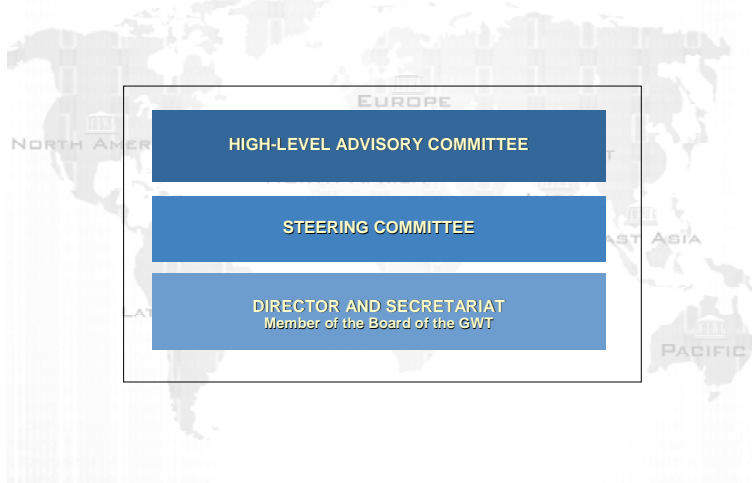 EUROPE
NORTH AMER
HIGH-LEVEL ADVISORY COMMITTEE
STEERING COMMITTEE
AST ASIA
DIRECTOR AND SECRETARIAT
Member of the Board of the GWT
LAT
PACIFIC